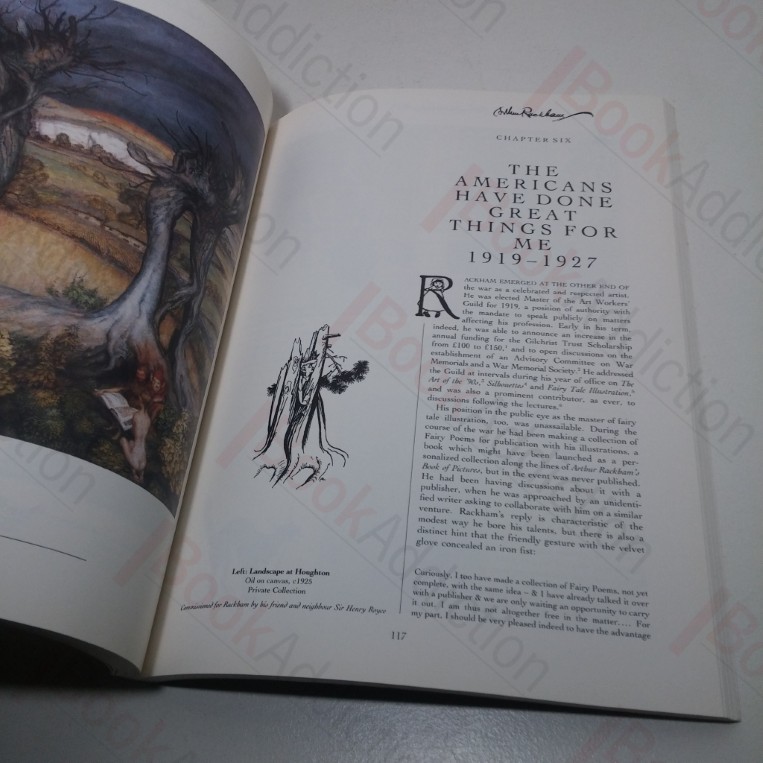 Arthur Rackham
CHAPTER SIX
THE
AMERICANS
HAVE DONE
GREAT
THINGS FOR
ME
1919–1927
RACKHAM EMERGED AT THE OTHER END OF
the war as a celebrated and respected artist.
He was elected Master of the Art Workers'
Guild for 1919, a position of authority with
the mandate to speak publicly on matters
affecting his profession. Early in his term,
indeed, he was able to announce an increase in the
annual funding for the Gilchrist Trust Scholarship
from £100 to £150,¹ and to open discussions on the
establishment of an Advisory Committee on War
Memorials and a War Memorial Society.² He addressed
the Guild at intervals during his year of office on The
Art of the '90s,³ Silhouette⁴ and Fairy Tale Illustration,⁵
and was also a prominent contributor, as ever, to
discussions following the lectures.⁶
His position in the public eye as the master of fairy
tale illustration, too, was unassailable. During the
course of the war he had been making a collection of
Fairy Poems for publication with his illustrations, a
book which might have been launched as a per-
sonalized collection along the lines of Arthur Rackham's
Book of Pictures, but in the event was never published.
He had been having discussions about it with a
publisher, when he was approached by an unidenti-
fied writer asking to collaborate with him on a similar
venture. Rackham's reply is characteristic of the
modest way he bore his talents, but there is also a
distinct hint that the friendly gesture with the velvet
glove concealed an iron fist:
Curiously, I too have made a collection of Fairy Poems, not yet
complete, with the same idea – & I have already talked it over
with a publisher & we are only waiting an opportunity to carry
it out. I am thus not altogether free in the matter.... For
my part, I should be very pleased indeed to have the advantage
Left: Landscape at Houghton
Oil on canvas, c1925
Private Collection
Commissioned for Rackham by his friend and neighbour Sir Henry Royce
117
BookAddiction